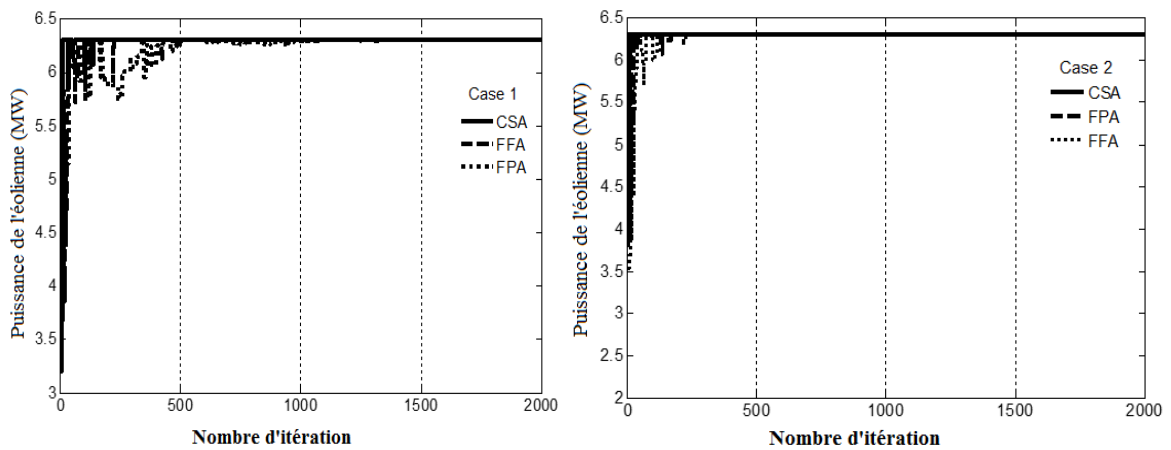 6.5
6
5.5
5
4.5
4
3.5
3
0
500
1000
1500
2000
Puissance de l'éolienne (MW)
Nombre d'itération
Case 1
CSA
FFA
FPA
6.5
6
5.5
5
4.5
4
3.5
3
2.5
2
0
500
1000
1500
2000
Puissance de l'éolienne (MW)
Nombre d'itération
Case 2
CSA
FPA
FFA